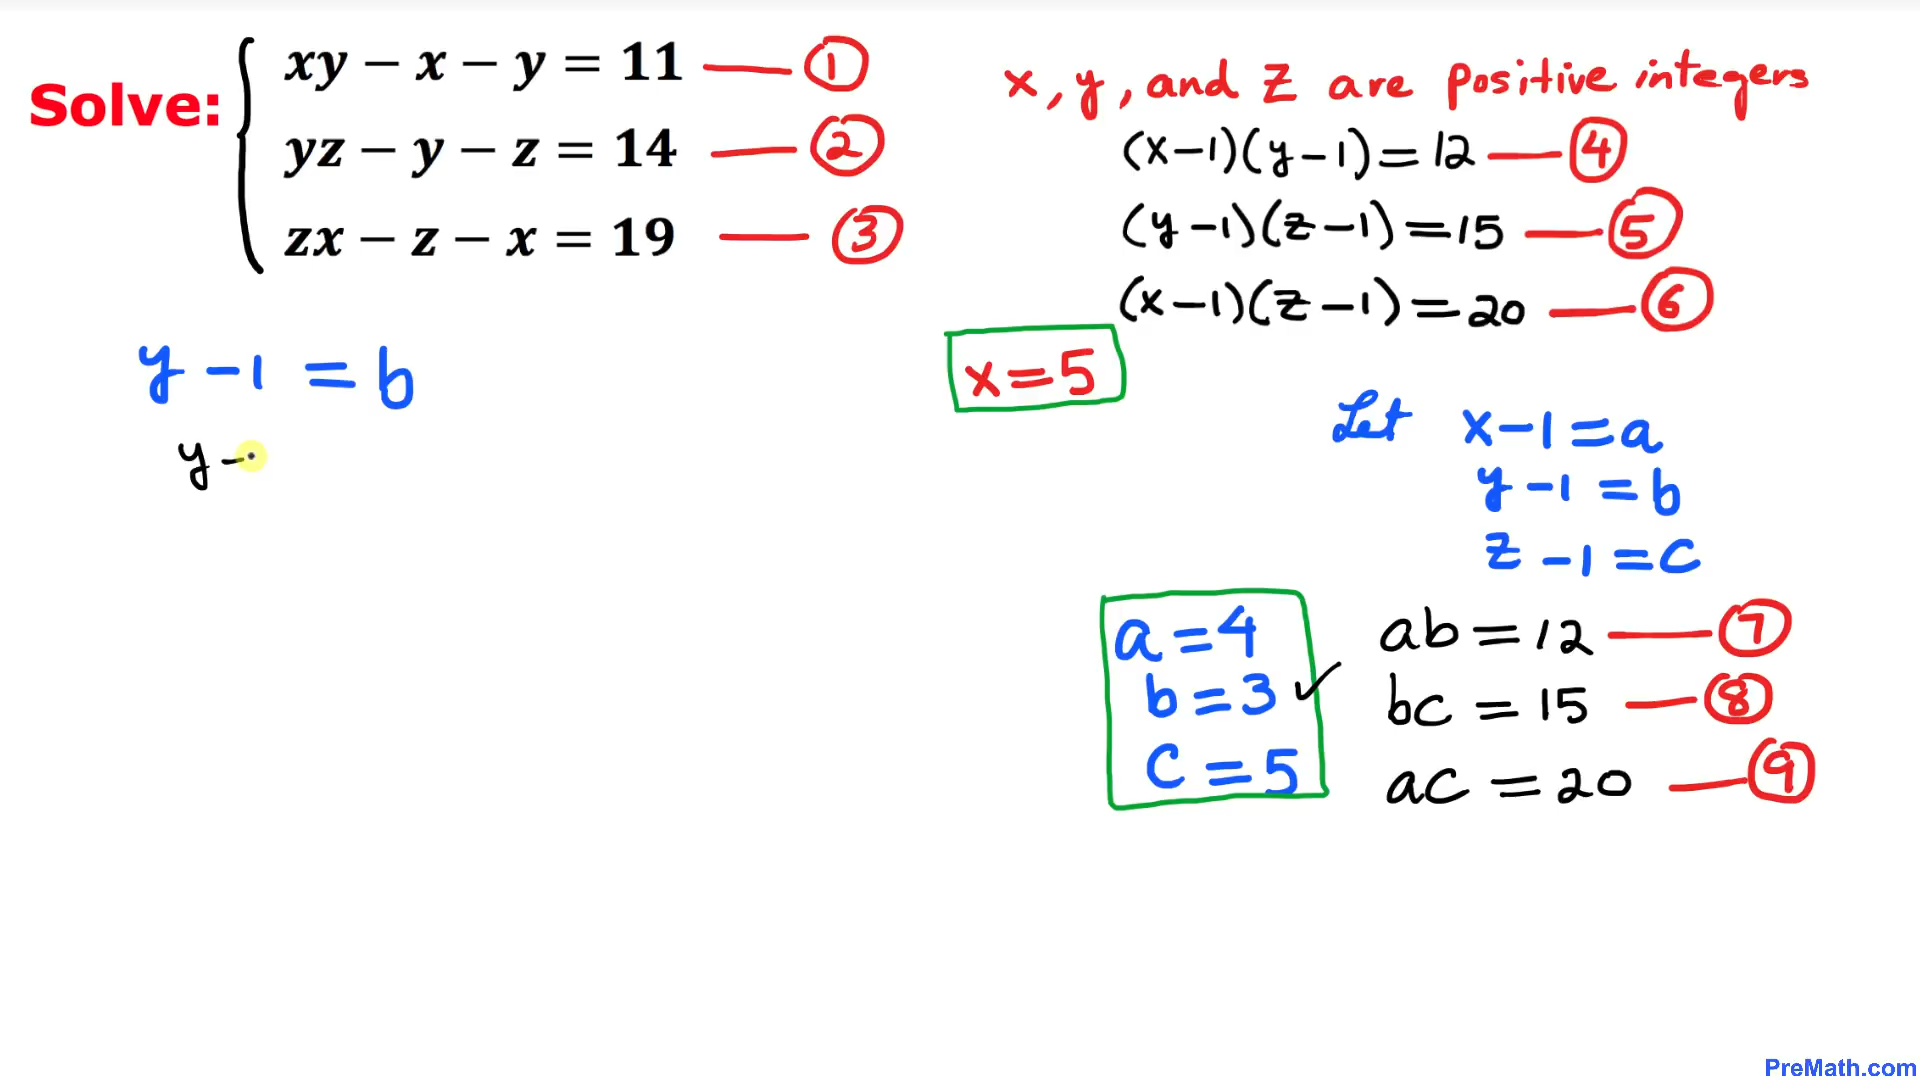 Solve:
xy − x − y = 11 —— ①
yz − y − z = 14 —— ②
zx − z − x = 19 —— ③
x, y, and z are positive integers
(x−1)(y−1)=12 —— ④
(y−1)(z−1)=15 —— ⑤
(x−1)(z−1)=20 —— ⑥
y −1 = b
y −
x=5
Let x−1=a
y −1 = b
z −1 = c
a=4
b=3 ✓
c=5
ab = 12 —— ⑦
bc = 15 —— ⑧
ac = 20 —— ⑨
PreMath.com